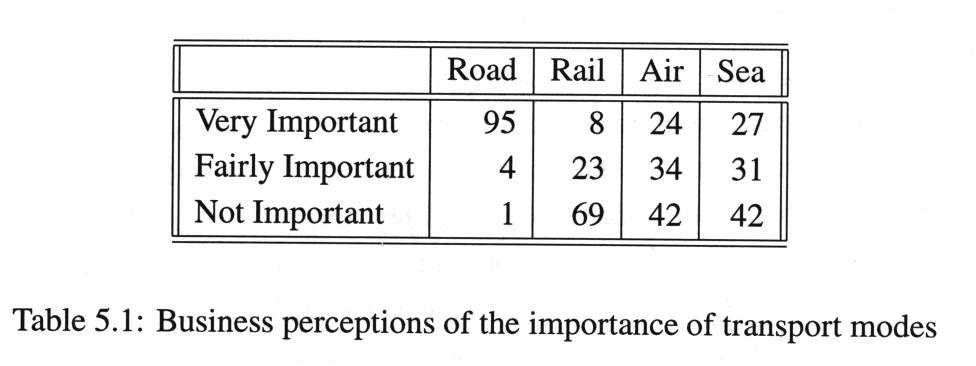 Road Rail Air Sea
Very Important 95 8 24 27
Fairly Important 4 23 34 31
Not Important 1 69 42 42
Table 5.1: Business perceptions of the importance of transport modes